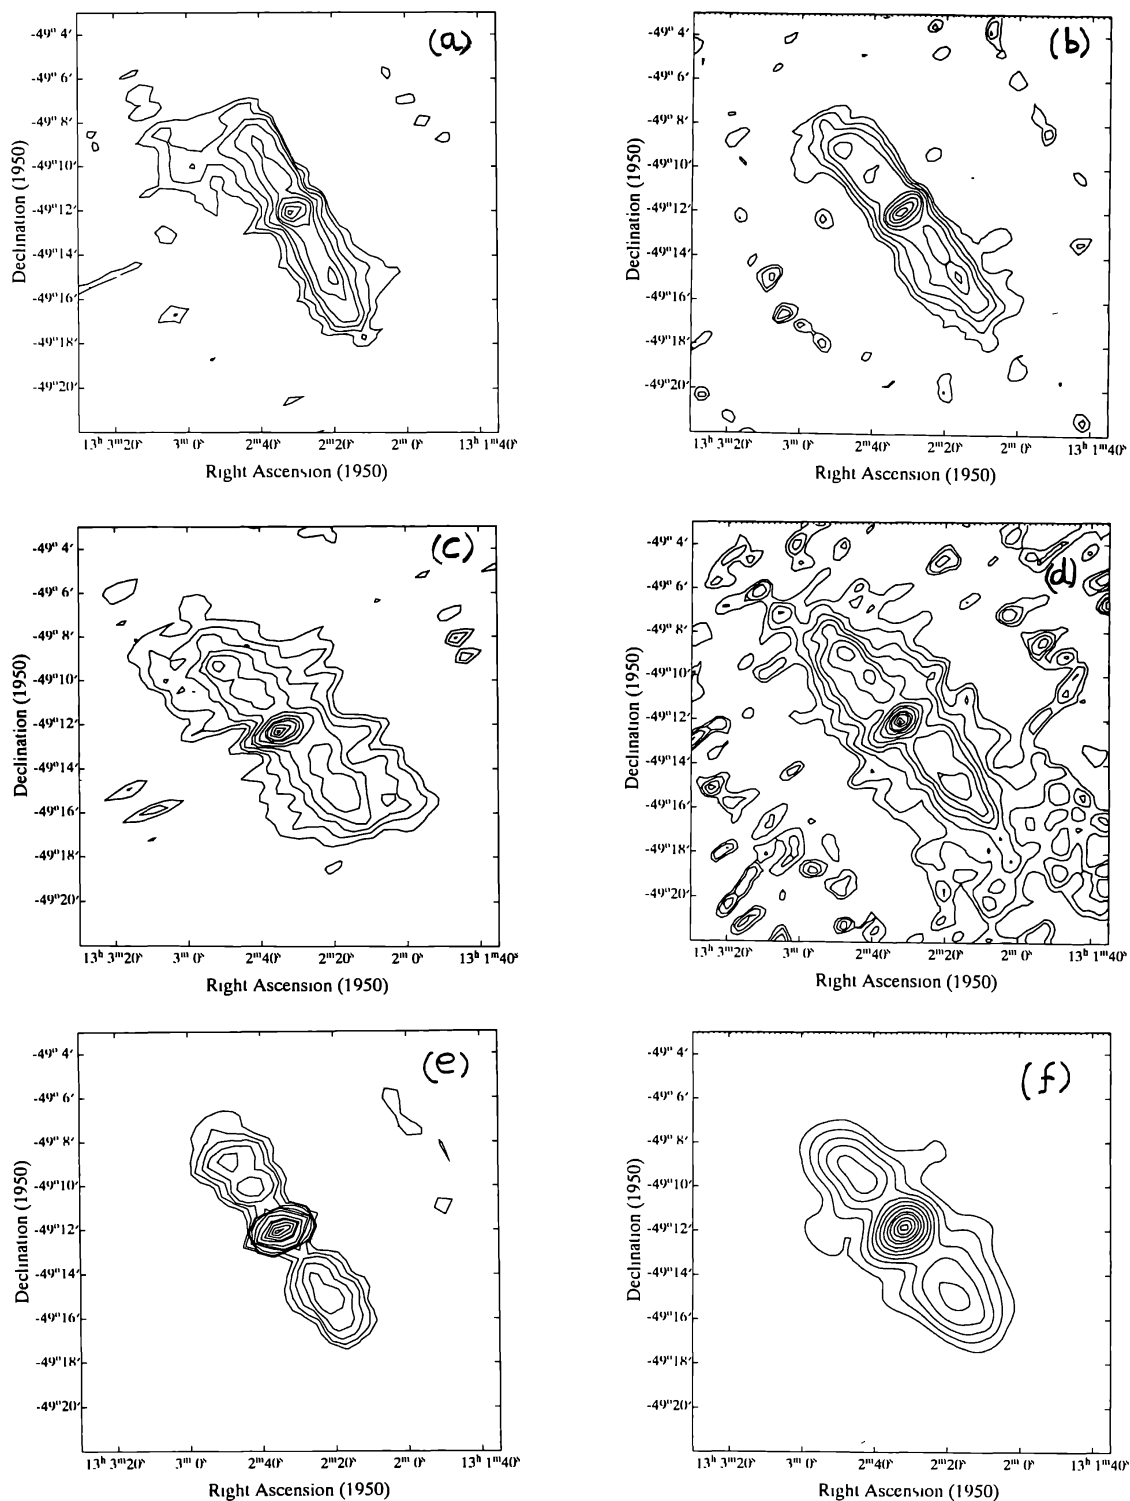 (a)
-49° 4′
-49° 6′
-49° 8′
-49° 10′
-49° 12′
-49° 14′
-49° 16′
-49° 18′
-49° 20′
Declination (1950)
13ʰ 3ᵐ20ˢ 3ᵐ 0ˢ 2ᵐ40ˢ 2ᵐ20ˢ 2ᵐ 0ˢ 13ʰ 1ᵐ40ˢ
Right Ascension (1950)
(b)
-49° 4′
-49° 6′
-49° 8′
-49° 10′
-49° 12′
-49° 14′
-49° 16′
-49° 18′
-49° 20′
Declination (1950)
13ʰ 3ᵐ20ˢ 3ᵐ 0ˢ 2ᵐ40ˢ 2ᵐ20ˢ 2ᵐ 0ˢ 13ʰ 1ᵐ40ˢ
Right Ascension (1950)
(c)
-49° 4′
-49° 6′
-49° 8′
-49° 10′
-49° 12′
-49° 14′
-49° 16′
-49° 18′
-49° 20′
Declination (1950)
13ʰ 3ᵐ20ˢ 3ᵐ 0ˢ 2ᵐ40ˢ 2ᵐ20ˢ 2ᵐ 0ˢ 13ʰ 1ᵐ40ˢ
Right Ascension (1950)
(d)
-49° 4′
-49° 6′
-49° 8′
-49° 10′
-49° 12′
-49° 14′
-49° 16′
-49° 18′
-49° 20′
Declination (1950)
13ʰ 3ᵐ20ˢ 3ᵐ 0ˢ 2ᵐ40ˢ 2ᵐ20ˢ 2ᵐ 0ˢ 13ʰ 1ᵐ40ˢ
Right Ascension (1950)
(e)
-49° 4′
-49° 6′
-49° 8′
-49° 10′
-49° 12′
-49° 14′
-49° 16′
-49° 18′
-49° 20′
Declination (1950)
13ʰ 3ᵐ20ˢ 3ᵐ 0ˢ 2ᵐ40ˢ 2ᵐ20ˢ 2ᵐ 0ˢ 13ʰ 1ᵐ40ˢ
Right Ascension (1950)
(f)
-49° 4′
-49° 6′
-49° 8′
-49° 10′
-49° 12′
-49° 14′
-49° 16′
-49° 18′
-49° 20′
Declination (1950)
13ʰ 3ᵐ20ˢ 3ᵐ 0ˢ 2ᵐ40ˢ 2ᵐ20ˢ 2ᵐ 0ˢ 13ʰ 1ᵐ40ˢ
Right Ascension (1950)